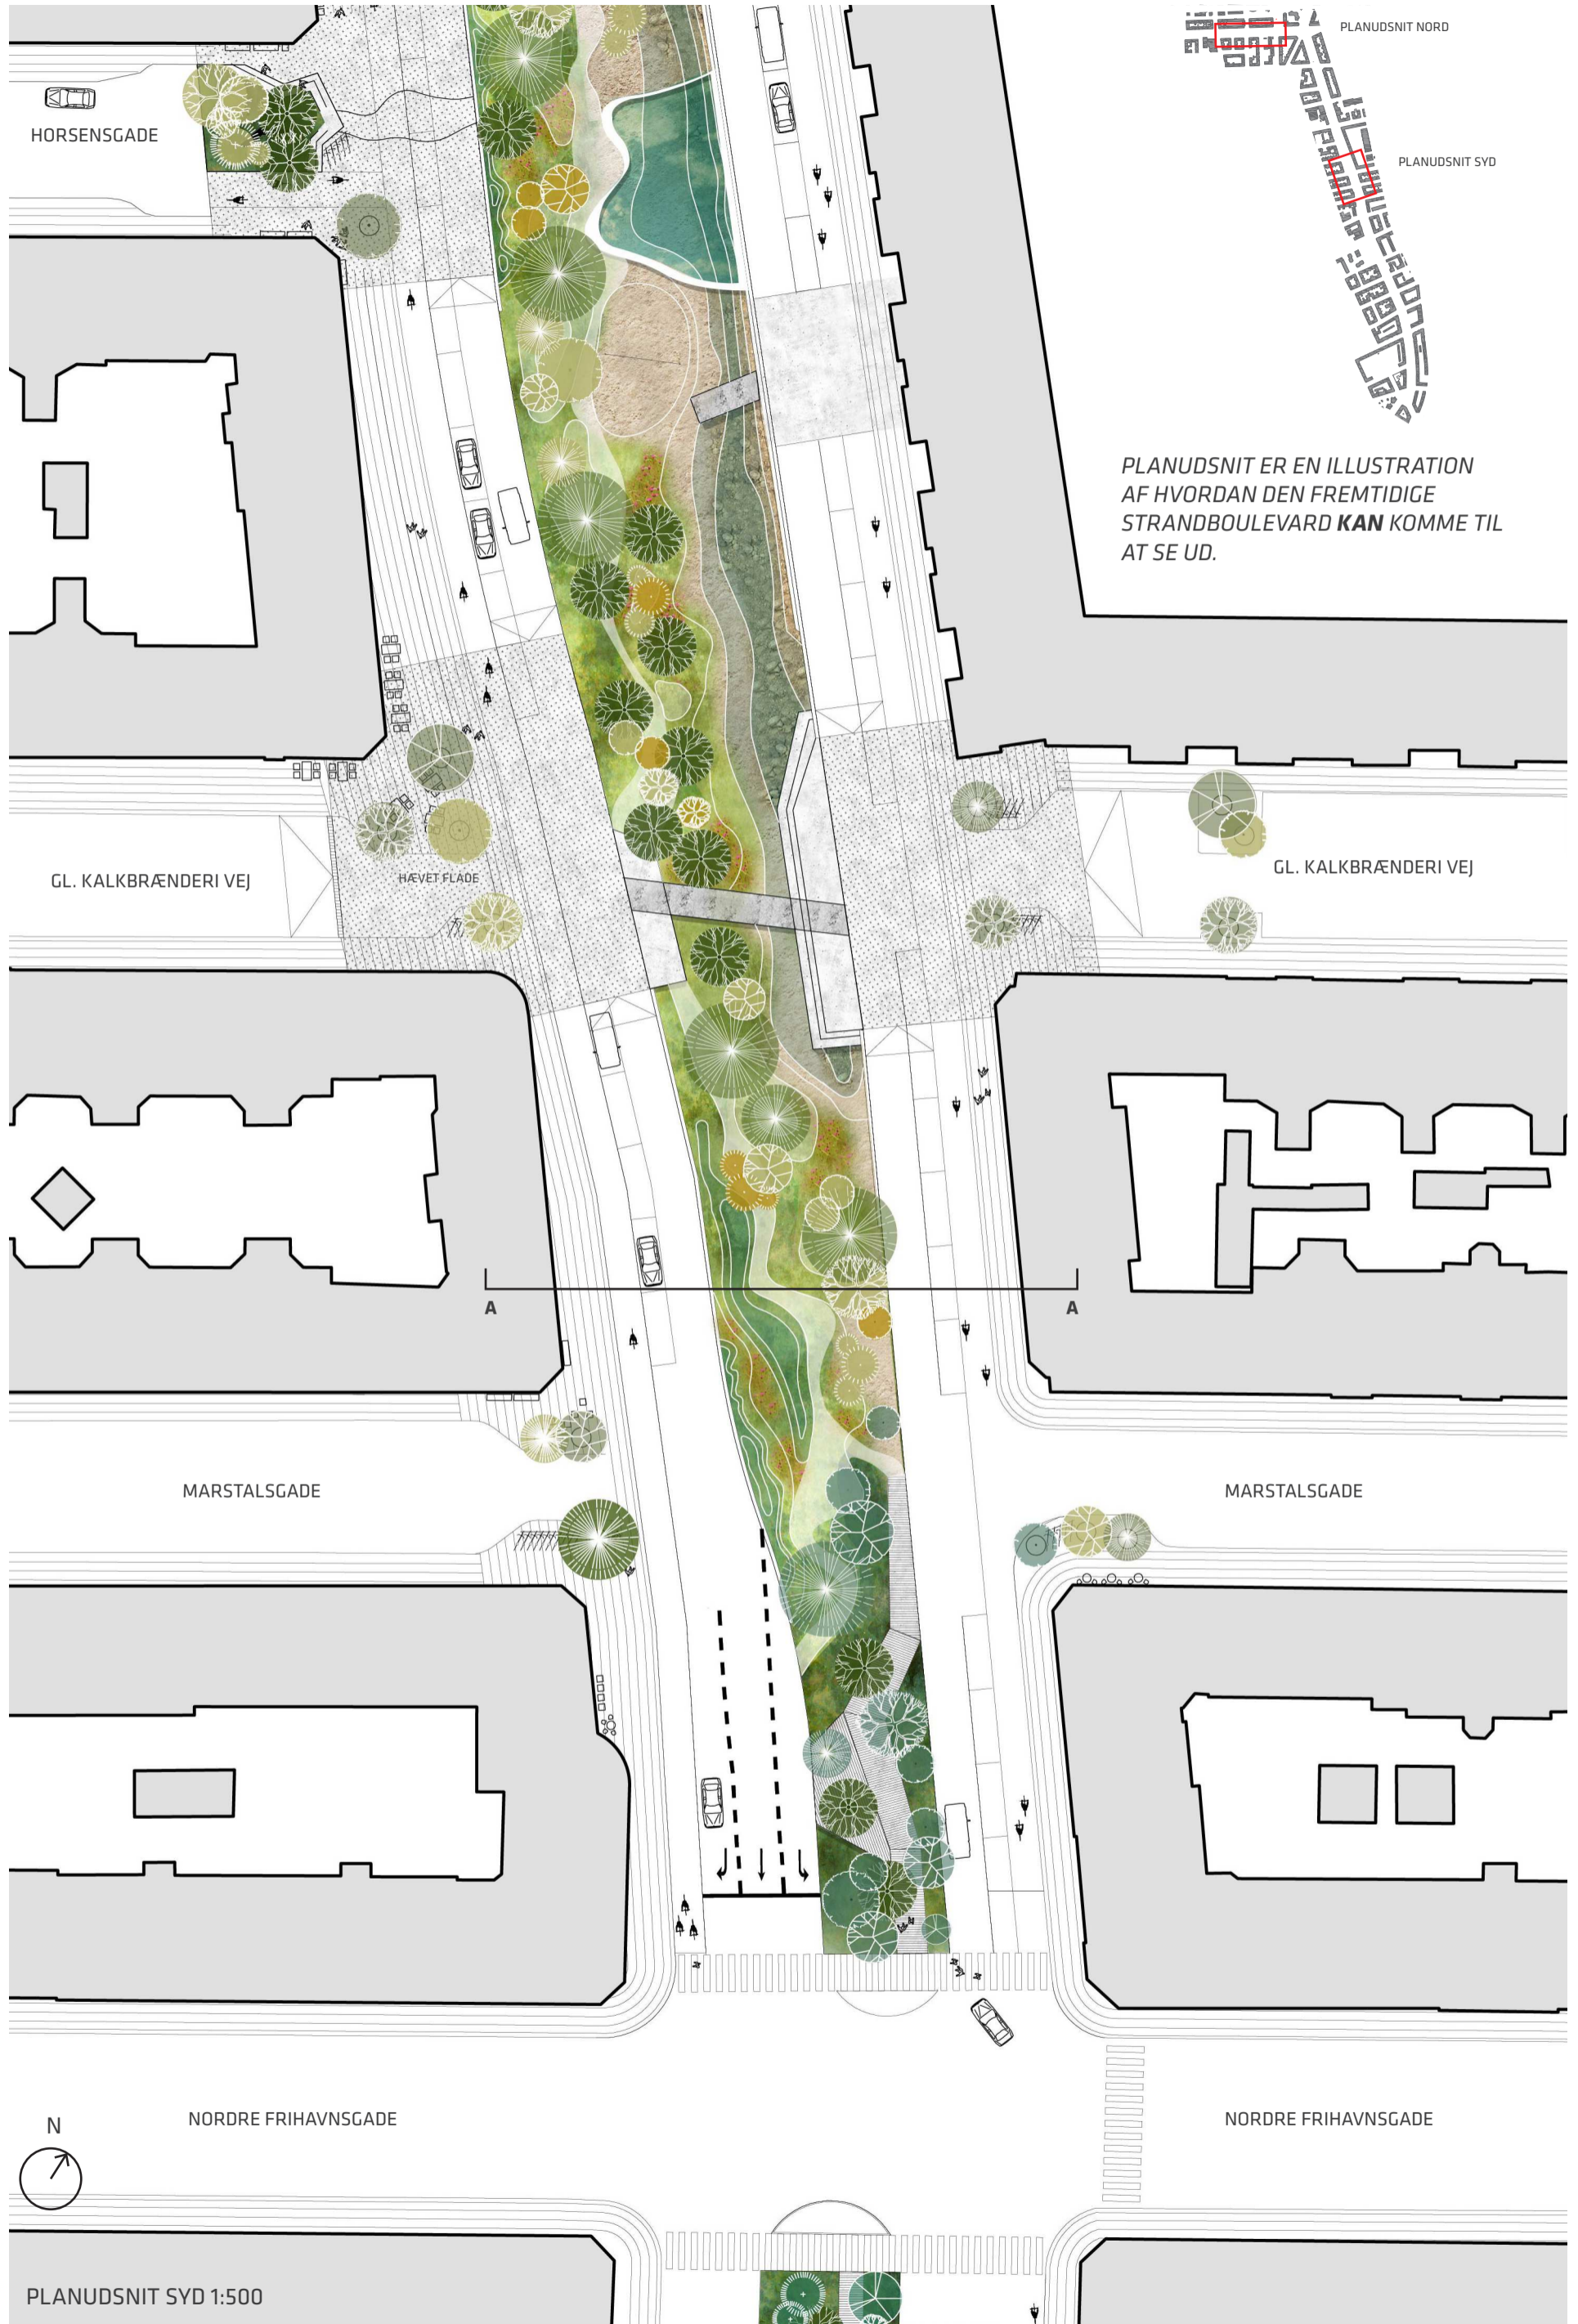 PLANUDSNIT NORD
HORSENSGADE
PLANUDSNIT SYD
PLANUDSNIT ER EN ILLUSTRATION
AF HVORDAN DEN FREMTIDIGE
STRANDBOULEVARD KAN KOMME TIL
AT SE UD.
GL. KALKBRÆNDERI VEJ
HÆVET FLADE
GL. KALKBRÆNDERI VEJ
A
A
MARSTALSGADE
MARSTALSGADE
NORDRE FRIHAVNSGADE
NORDRE FRIHAVNSGADE
N
PLANUDSNIT SYD 1:500